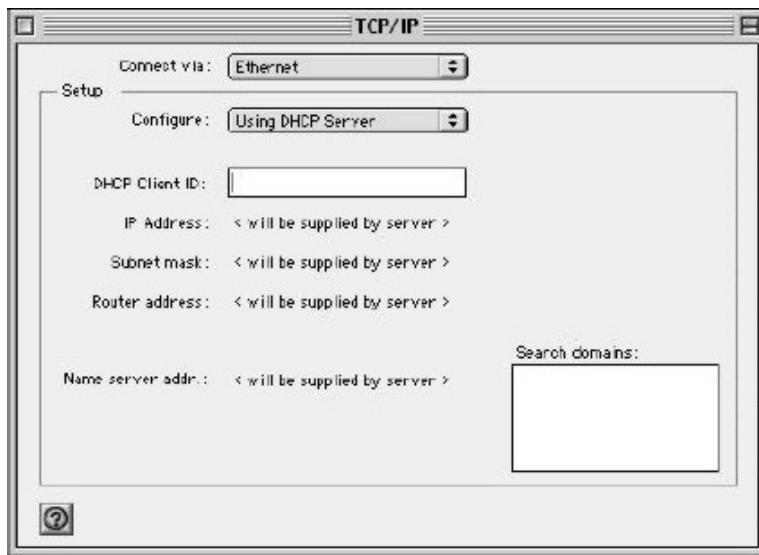 TCP/IP
Connect via: Ethernet
Setup
Configure: Using DHCP Server
DHCP Client ID:
IP Address: < will be supplied by server >
Subnet mask: < will be supplied by server >
Router address: < will be supplied by server >
Search domains:
Name server addr.: < will be supplied by server >
?